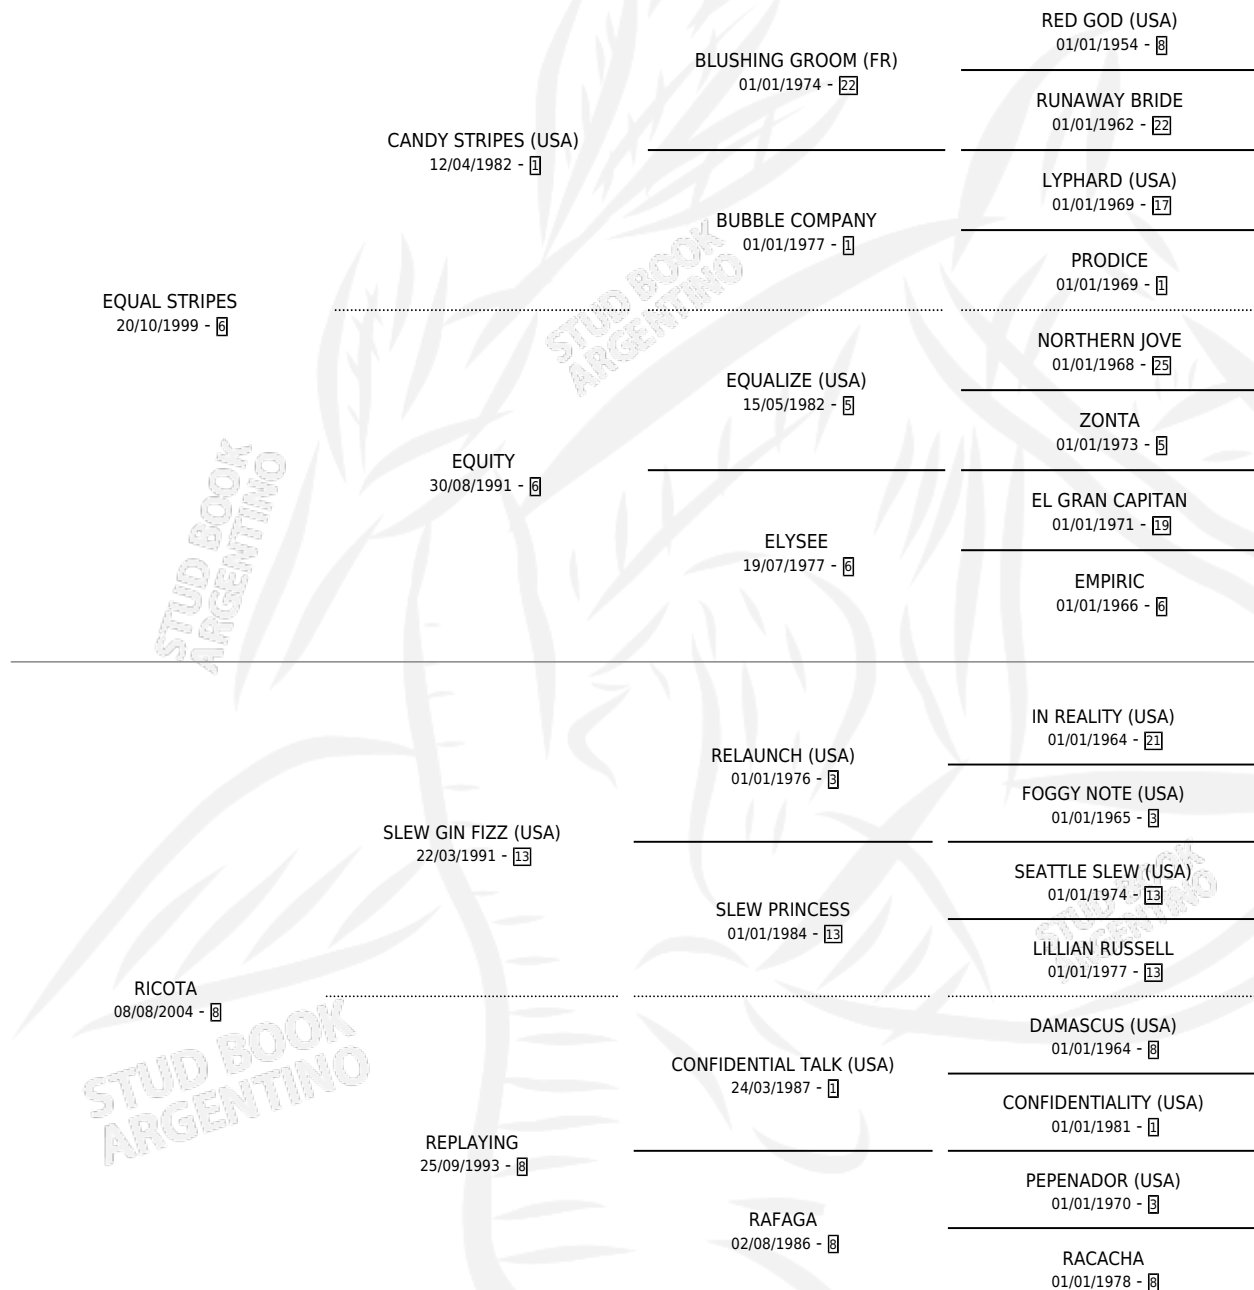 RED GOD (USA)
01/01/1954 - 8
BLUSHING GROOM (FR)
01/01/1974 - 22
RUNAWAY BRIDE
01/01/1962 - 22
CANDY STRIPES (USA)
12/04/1982 - 1
LYPHARD (USA)
01/01/1969 - 17
BUBBLE COMPANY
01/01/1977 - 1
PRODICE
01/01/1969 - 1
EQUAL STRIPES
20/10/1999 - 6
NORTHERN JOVE
01/01/1968 - 25
EQUALIZE (USA)
15/05/1982 - 5
ZONTA
01/01/1973 - 5
EQUITY
30/08/1991 - 6
EL GRAN CAPITAN
01/01/1971 - 19
ELYSEE
19/07/1977 - 6
EMPIRIC
01/01/1966 - 6
STUD BOOK
ARGENTINO
STUD BOOK
ARGENTINO
IN REALITY (USA)
01/01/1964 - 21
RELAUNCH (USA)
01/01/1976 - 3
FOGGY NOTE (USA)
01/01/1965 - 3
SLEW GIN FIZZ (USA)
22/03/1991 - 13
SEATTLE SLEW (USA)
01/01/1974 - 13
SLEW PRINCESS
01/01/1984 - 13
LILLIAN RUSSELL
01/01/1977 - 13
RICOTA
08/08/2004 - 8
DAMASCUS (USA)
01/01/1964 - 8
CONFIDENTIAL TALK (USA)
24/03/1987 - 1
CONFIDENTIALITY (USA)
01/01/1981 - 1
REPLAYING
25/09/1993 - 8
PEPENADOR (USA)
01/01/1970 - 3
RAFAGA
02/08/1986 - 8
RACACHA
01/01/1978 - 8
STUD BOOK
ARGENTINO
STUD BOOK
ARGENTINO